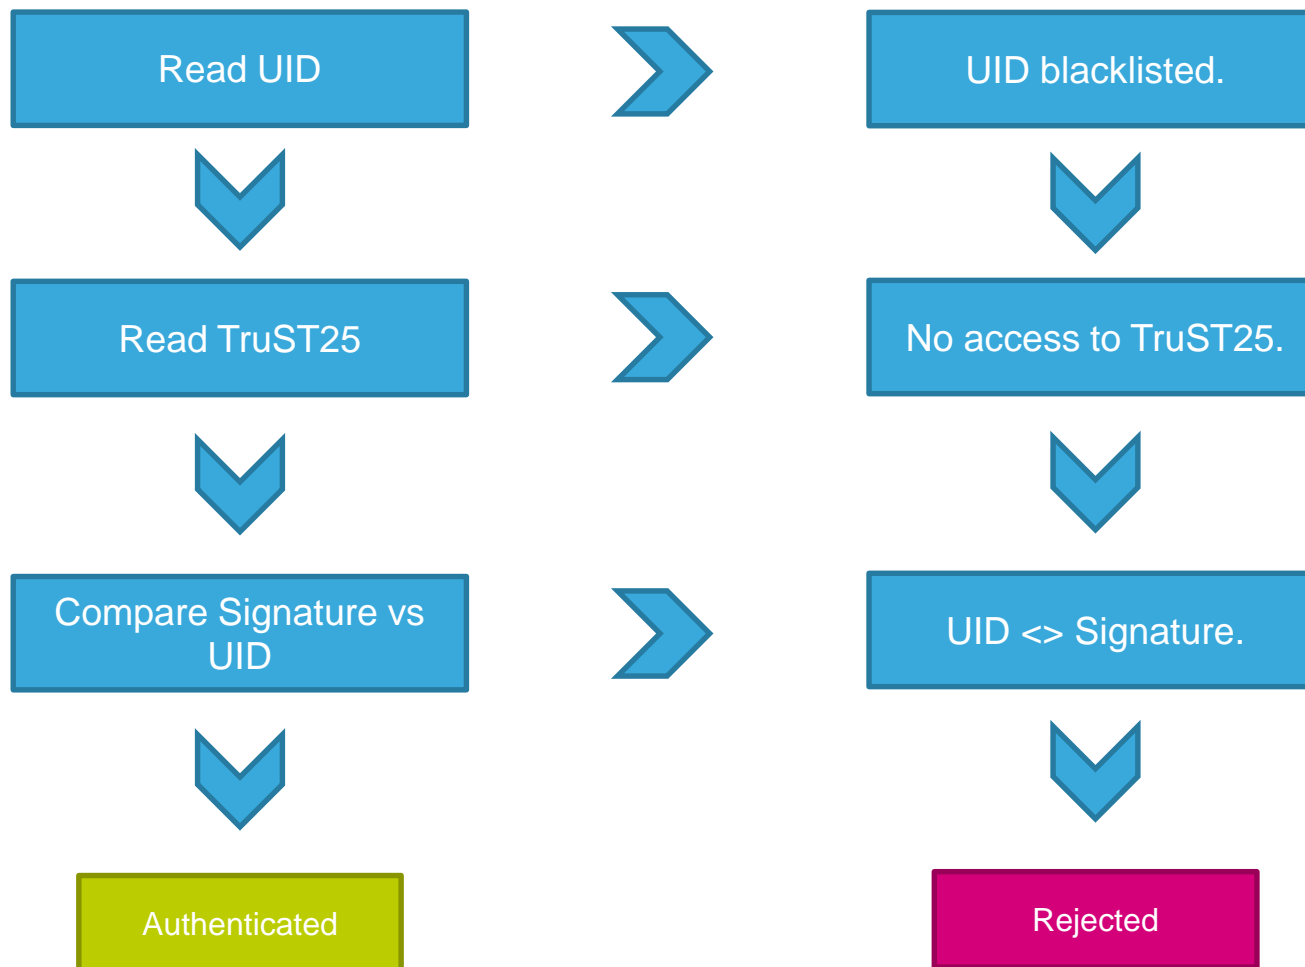 Read UID
UID blacklisted.
Read TruST25
No access to TruST25.
Compare Signature vs
UID
UID <> Signature.
Authenticated
Rejected